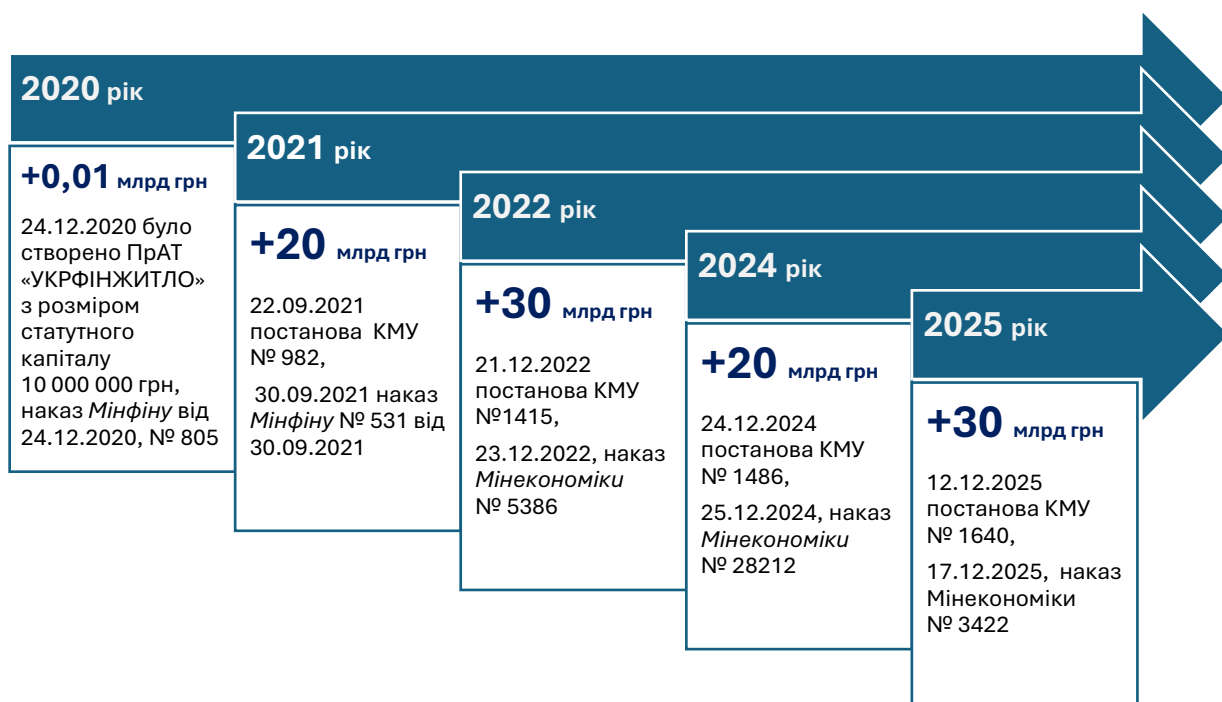 2020 рік
+0,01 млрд грн
24.12.2020 було
створено ПрАТ
«УКРФІНЖИТЛО»
з розміром
статутного
капіталу
10 000 000 грн,
наказ Мінфіну від
24.12.2020, № 805
2021 рік
+20 млрд грн
22.09.2021
постанова КМУ
№ 982,
30.09.2021 наказ
Мінфіну № 531 від
30.09.2021
2022 рік
+30 млрд грн
21.12.2022
постанова КМУ
№1415,
23.12.2022, наказ
Мінекономіки
№ 5386
2024 рік
+20 млрд грн
24.12.2024
постанова КМУ
№ 1486,
25.12.2024, наказ
Мінекономіки
№ 28212
2025 рік
+30 млрд грн
12.12.2025
постанова КМУ
№ 1640,
17.12.2025, наказ
Мінекономіки
№ 3422